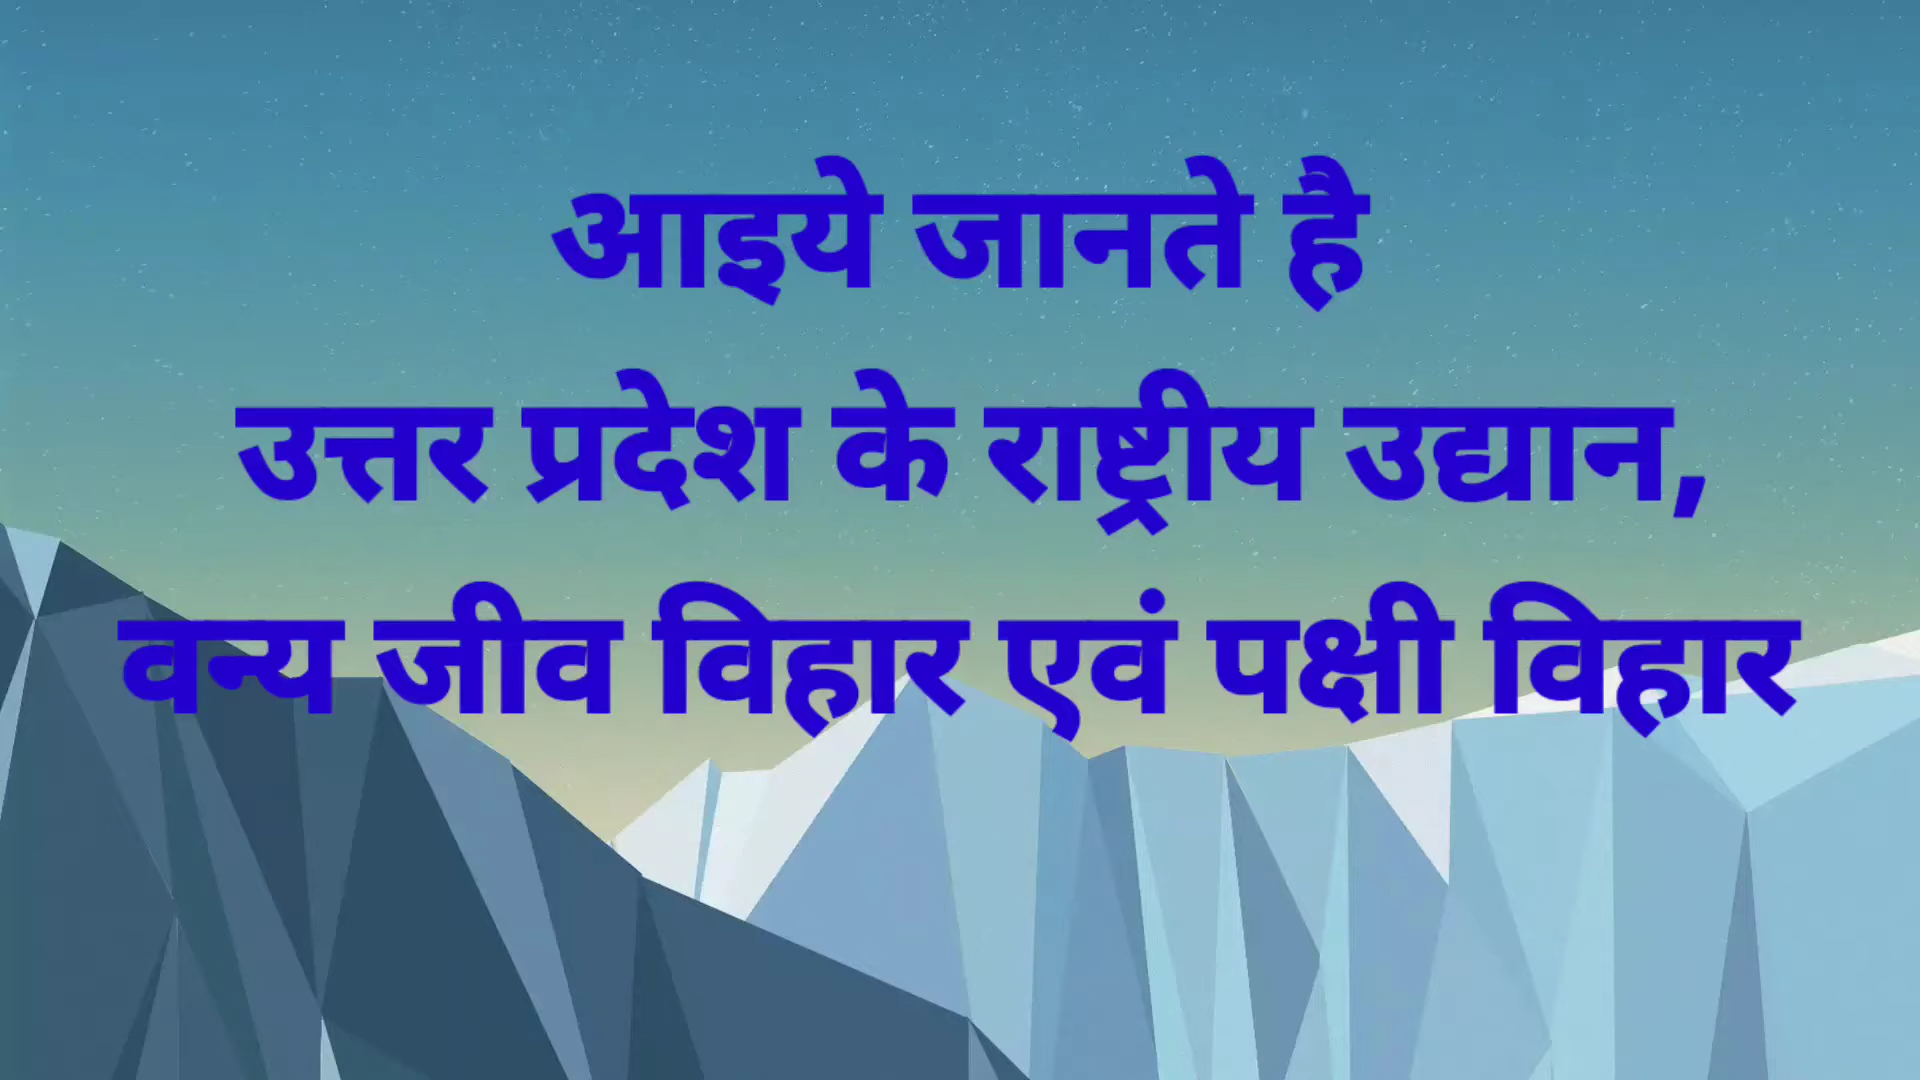 आइये जानते है
उत्तर प्रदेश के राष्ट्रीय उद्यान,
वन्य जीव विहार एवं पक्षी विहार